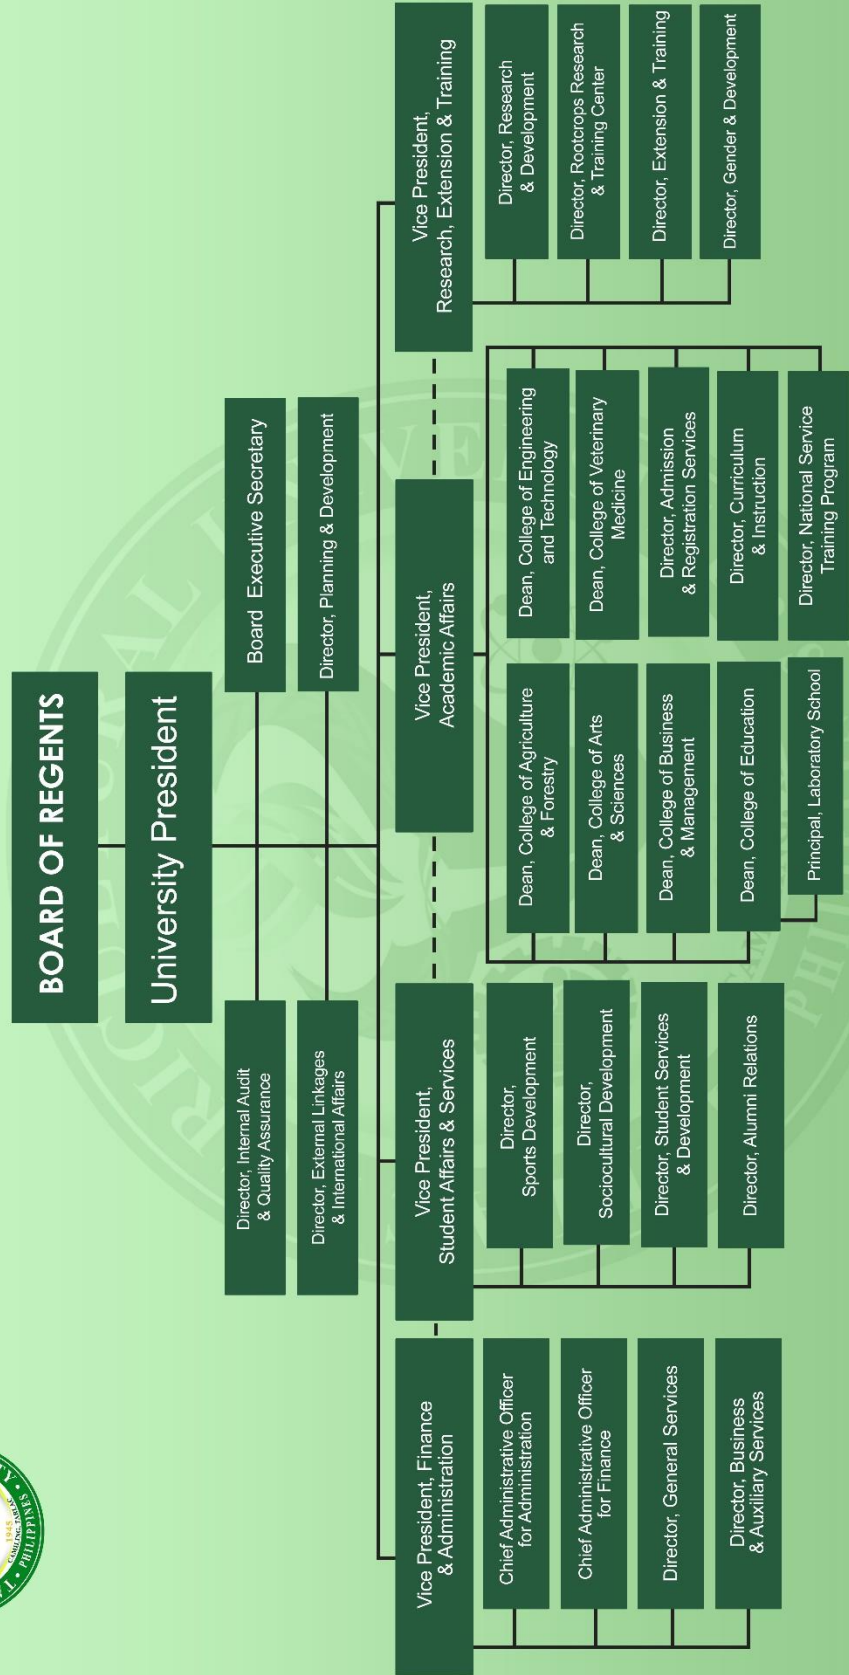 BOARD OF REGENTS
University President
Director, Internal Audit
& Quality Assurance
Board Executive Secretary
Director, External Linkages
& International Affairs
Director, Planning & Development
Vice President, Finance
& Administration
Chief Administrative Officer
for Administration
Chief Administrative Officer
for Finance
Director, General Services
Director, Business
& Auxiliary Services
Vice President,
Student Affairs & Services
Director,
Sports Development
Director,
Sociocultural Development
Director, Student Services
& Development
Director, Alumni Relations
Vice President,
Academic Affairs
Dean, College of Agriculture
& Forestry
Dean, College of Arts
& Sciences
Dean, College of Business
& Management
Dean, College of Education
Principal, Laboratory School
Dean, College of Engineering
and Technology
Dean, College of Veterinary
Medicine
Director, Admission
& Registration Services
Director, Curriculum
& Instruction
Director, National Service
Training Program
Vice President,
Research, Extension & Training
Director, Research
& Development
Director, Rootcrops Research
& Training Center
Director, Extension & Training
Director, Gender & Development
1945
CAMILING, TARLAC
PHILIPPINES